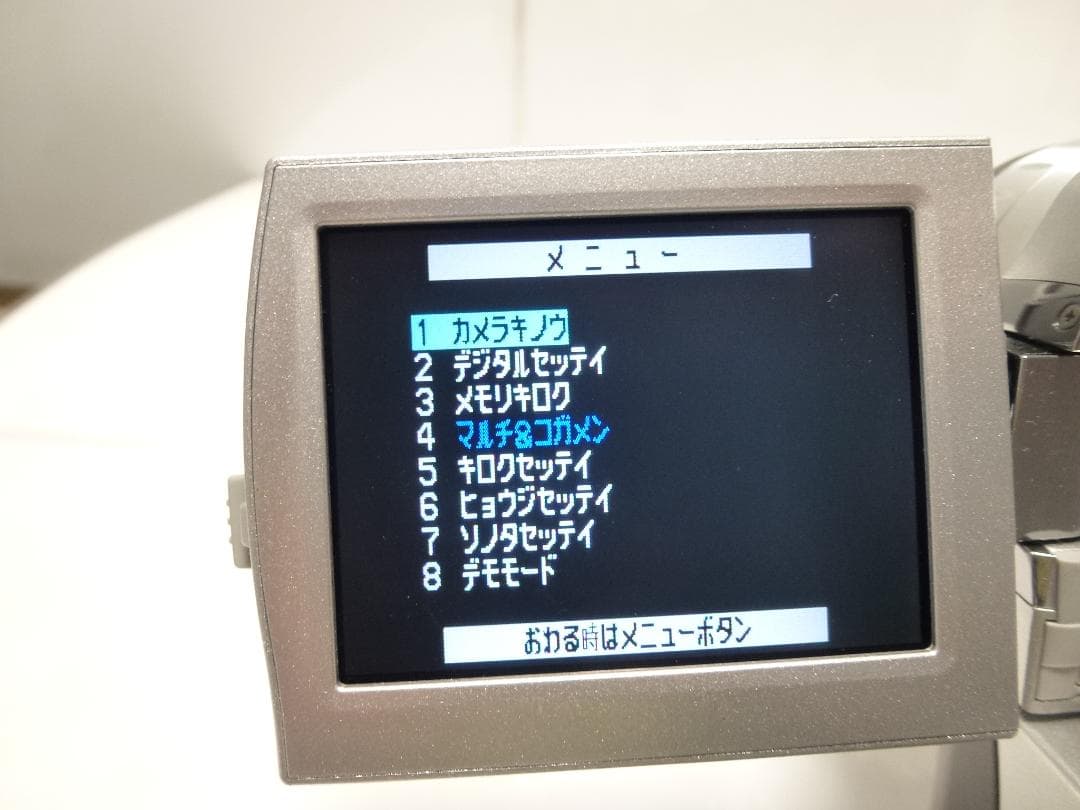 メニュー
1 カメラキノウ
2 デジタルセッテイ
3 メモリキロク
4 マルチ&コガメン
5 キロクセッテイ
6 ヒョウジセッテイ
7 ソノタセッテイ
8 デモモード
おわる時はメニューボタン